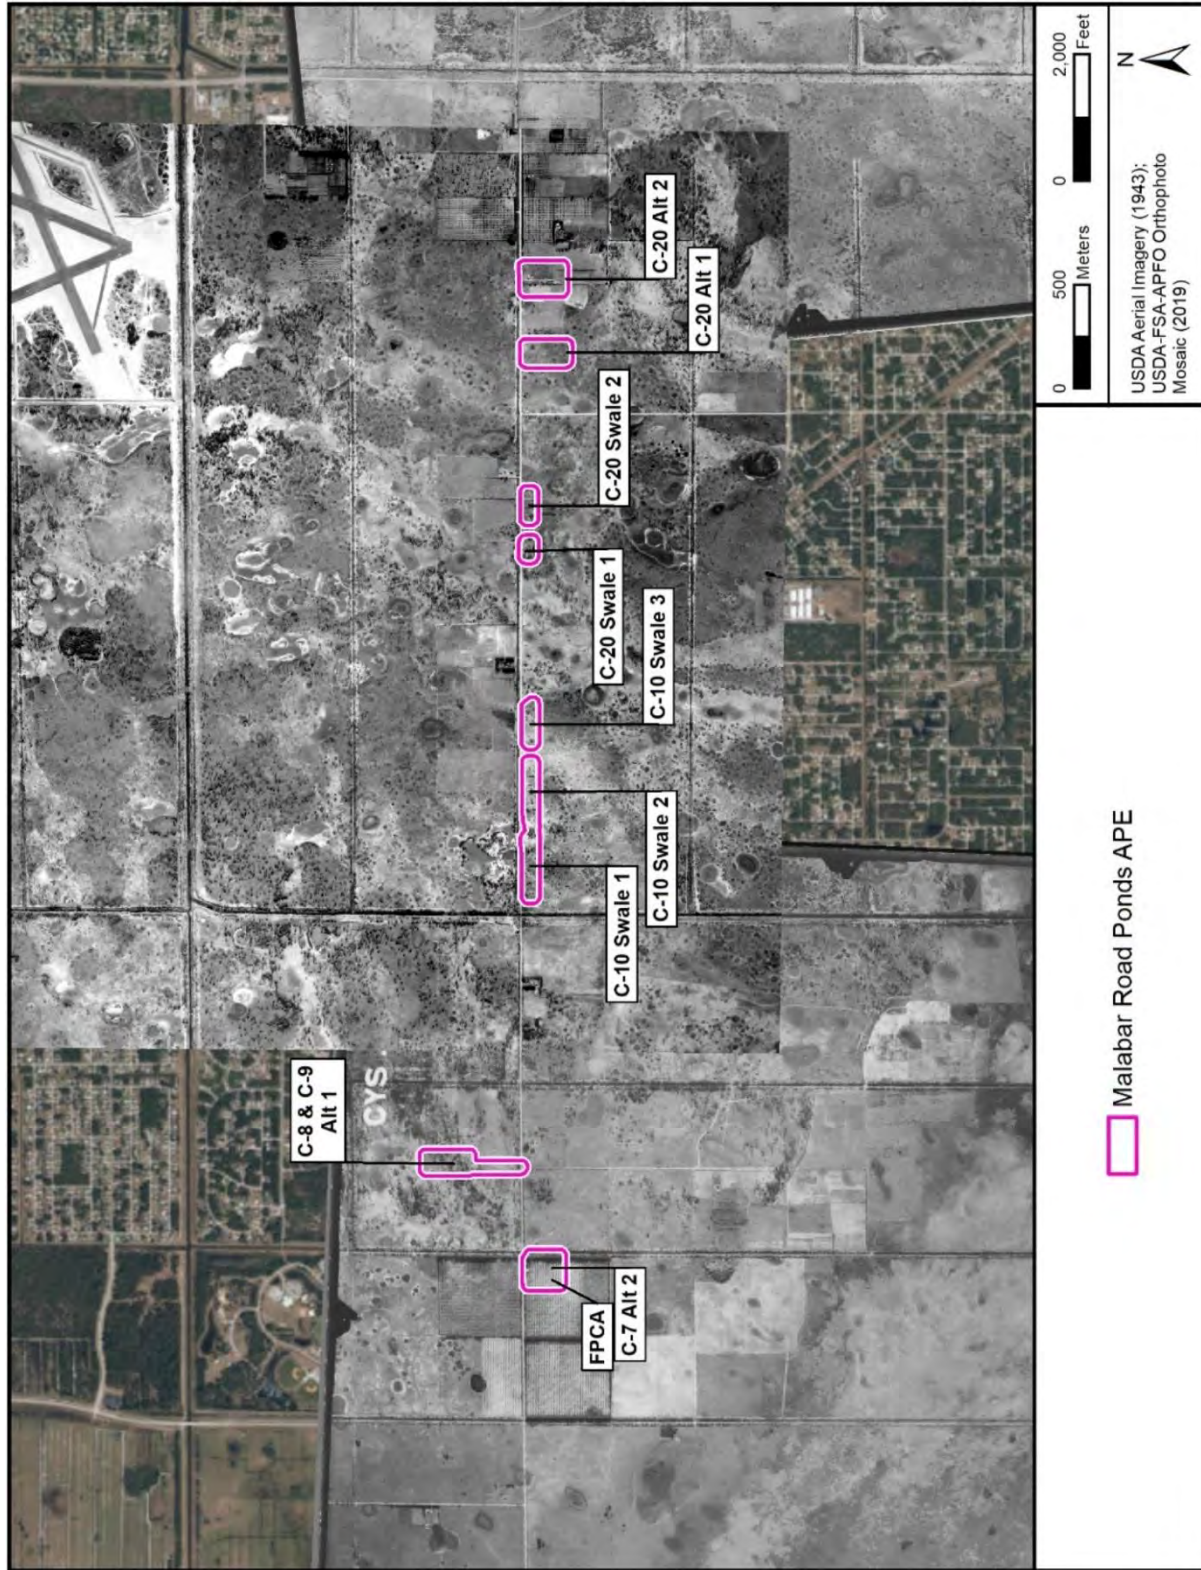 C-8 & C-9
Alt 1
CYS.
FPCA
C-7 Alt 2
C-10 Swale 1
C-10 Swale 2
C-10 Swale 3
C-20 Swale 1
C-20 Swale 2
C-20 Alt 1
C-20 Alt 2
Malabar Road Ponds APE
0 2,000
Feet
0 500
Meters
N
USDA Aerial Imagery (1943);
USDA-FSA-APFO Orthophoto
Mosaic (2019)